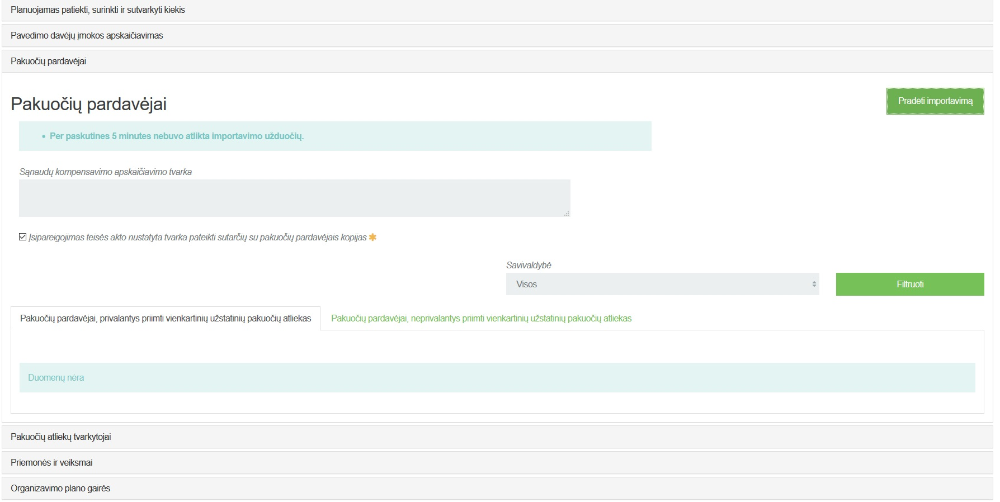 Planuojamas patiekti, surinkti ir sutvarkyti kiekis
Pavedimo davėjų įmokos apskaičiavimas
Pakuočių pardavėjai
Pakuočių pardavėjai
Pradėti importavimą
Per paskutines 5 minutes nebuvo atlikta importavimo užduočių.
Sąnaudų kompensavimo apskaičiavimo tvarka
Įsipareigojimas teisės akto nustatyta tvarka pateikti sutarčių su pakuočių pardavėjais kopijas
Savivaldybė
Visos
Filtruoti
Pakuočių pardavėjai, privalantys priimti vienkartinių užstatinių pakuočių atliekas
Pakuočių pardavėjai, neprivalantys priimti vienkartinių užstatinių pakuočių atliekas
Duomenų nėra
Pakuočių atliekų tvarkytojai
Priemonės ir veiksmai
Organizavimo plano gairės